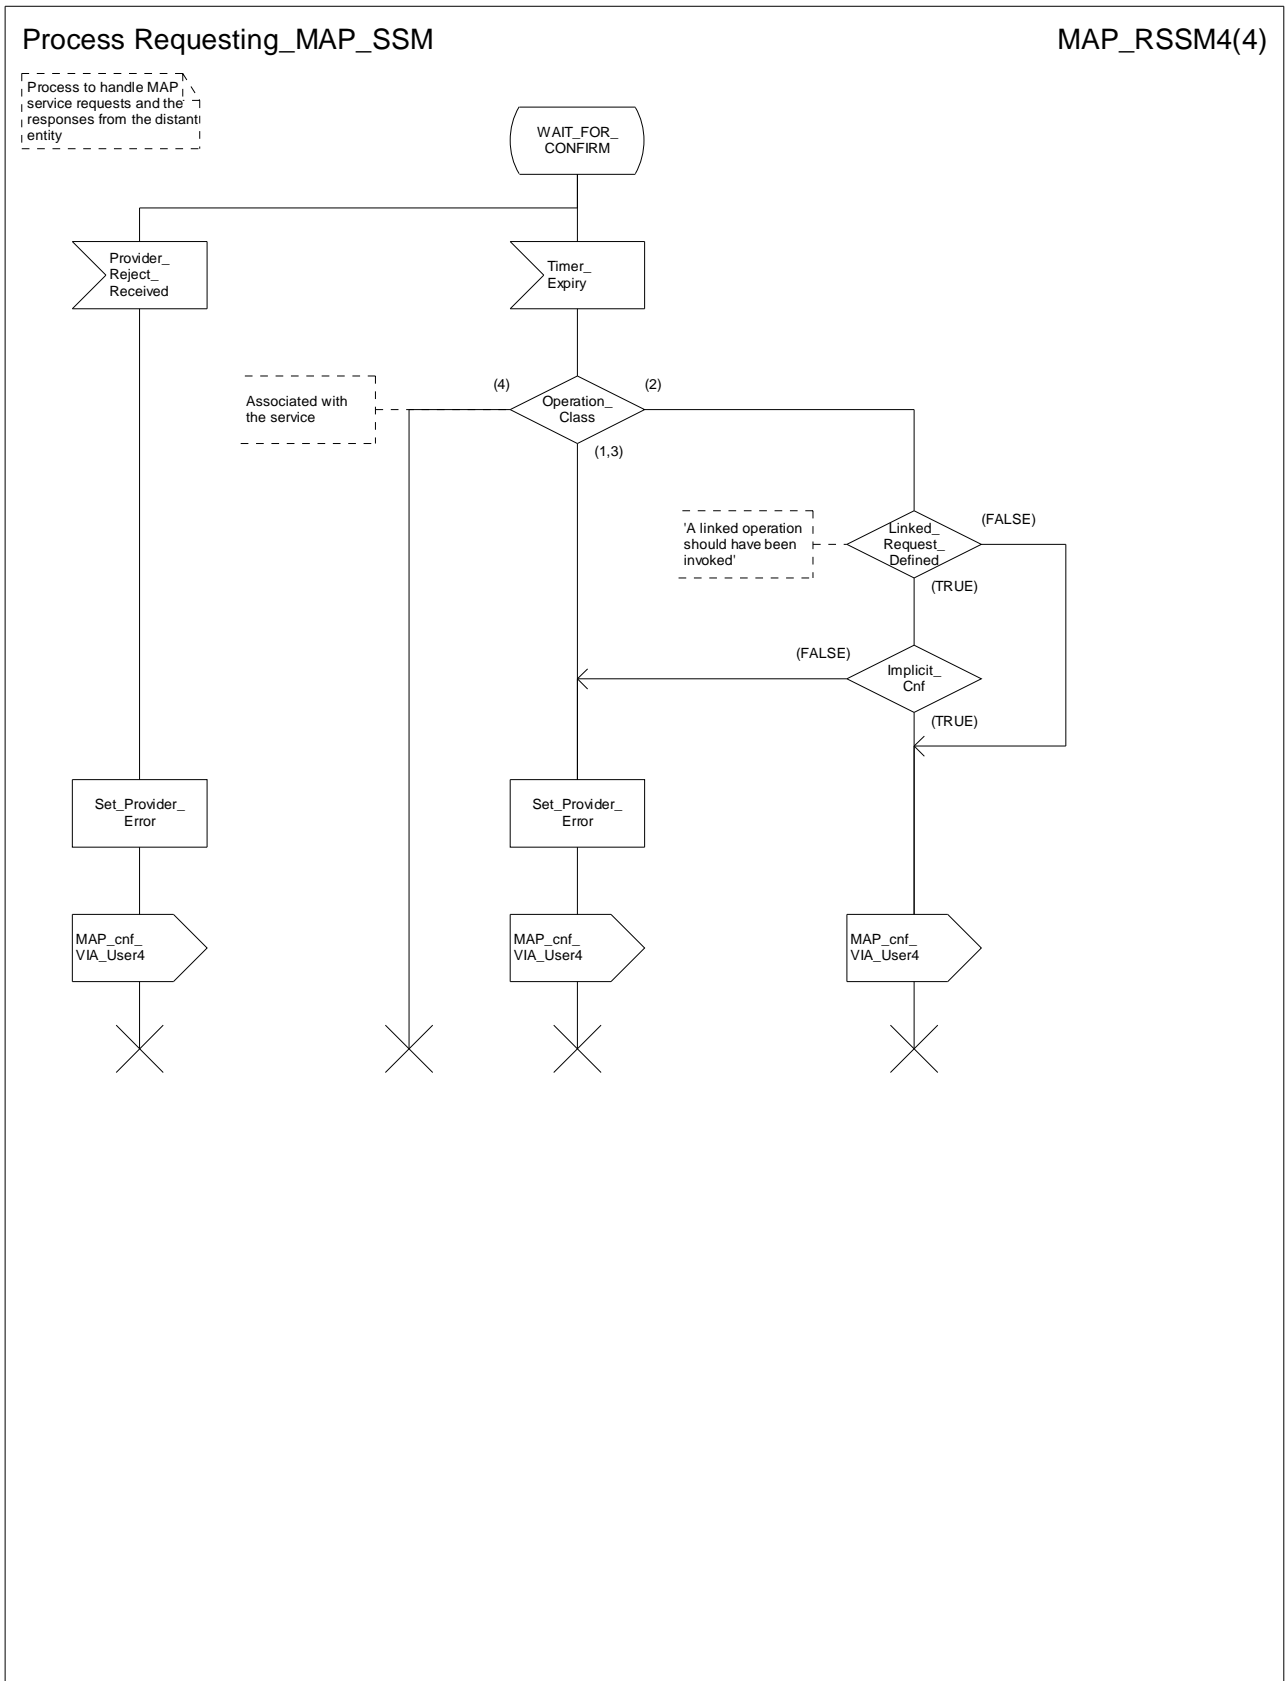 Process Requesting_MAP_SSM
MAP_RSSM4(4)
Process to handle MAP
service requests and the
responses from the distant
entity
WAIT_FOR_
CONFIRM
Provider_
Reject_
Received
Timer_
Expiry
Associated with
the service
(4)
Operation_
Class
(2)
(1,3)
'A linked operation
should have been
invoked'
Linked_
Request_
Defined
(FALSE)
(TRUE)
(FALSE)
Implicit_
Cnf
(TRUE)
Set_Provider_
Error
Set_Provider_
Error
MAP_cnf_
VIA_User4
MAP_cnf_
VIA_User4
MAP_cnf_
VIA_User4